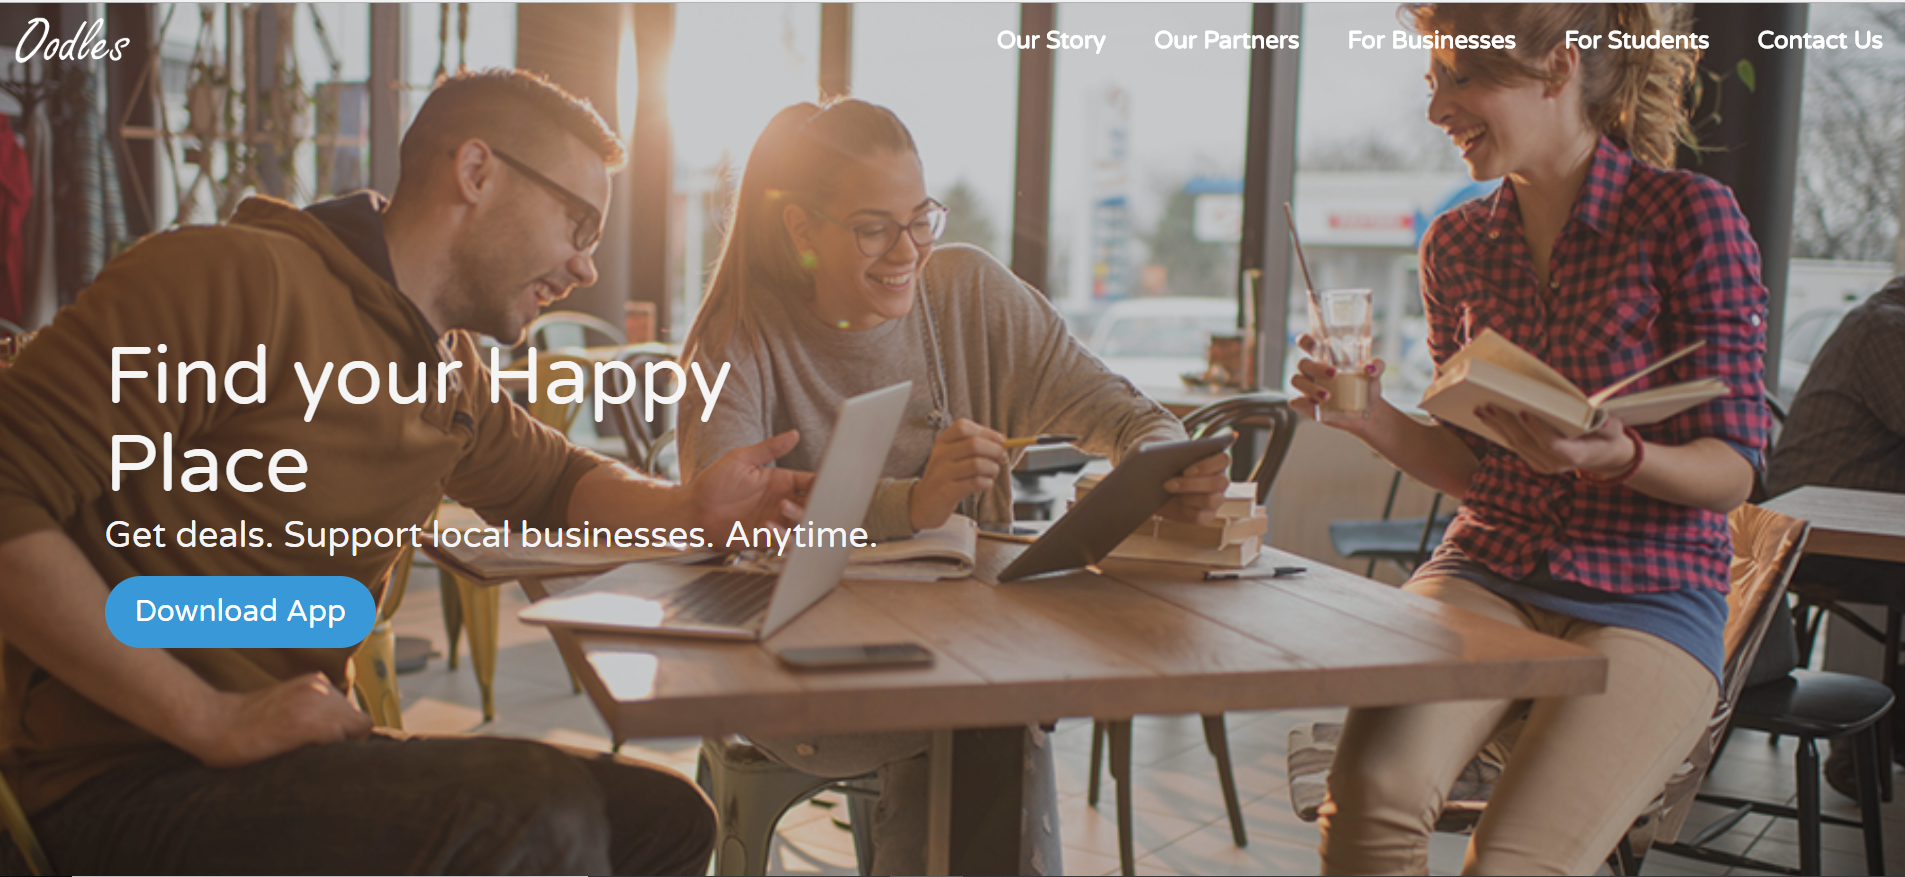 Oodles
Our Story
Our Partners
For Businesses
For Students
Contact Us
Find your Happy
Place
Get deals. Support local businesses. Anytime.
Download App